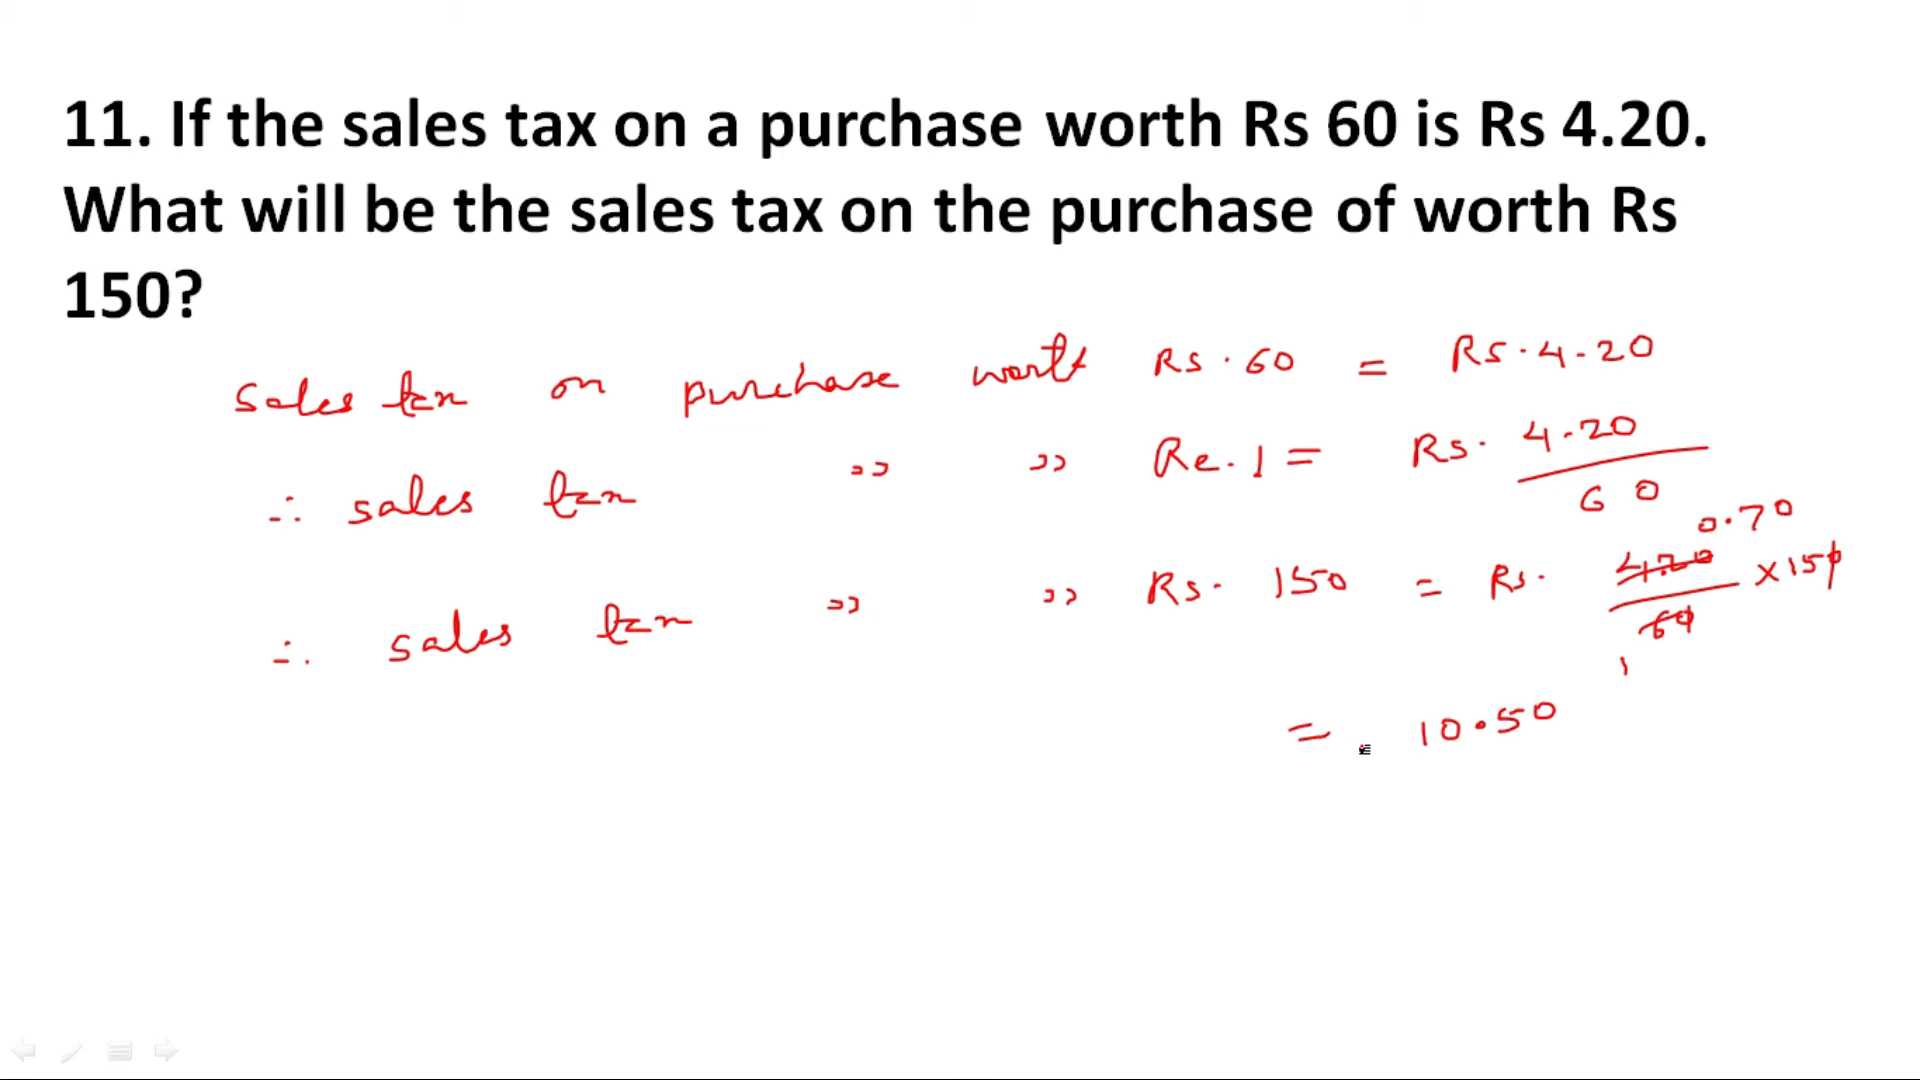 11. If the sales tax on a purchase worth Rs 60 is Rs 4.20.
What will be the sales tax on the purchase of worth Rs
150?
Sales tax on purchase worth Rs. 60 = Rs. 4.20
∴ sales tax " " Re. 1 = Rs. 4.20
60
0.70
∴ sales tax " " Rs. 150 = Rs. 4.20 x 150
60
1
= 10.50